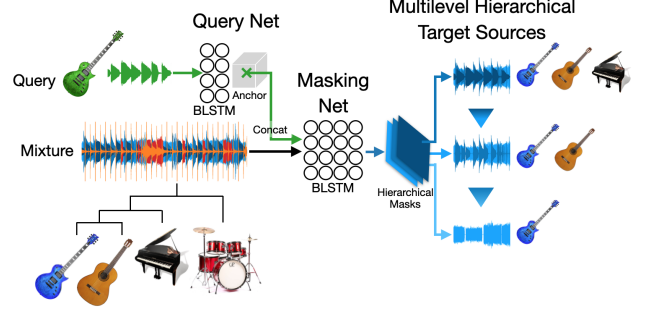 Query Net
Multilevel Hierarchical
Target Sources
Query
Anchor
BLSTM
Masking
Net
Concat
Mixture
BLSTM
Hierarchical
Masks